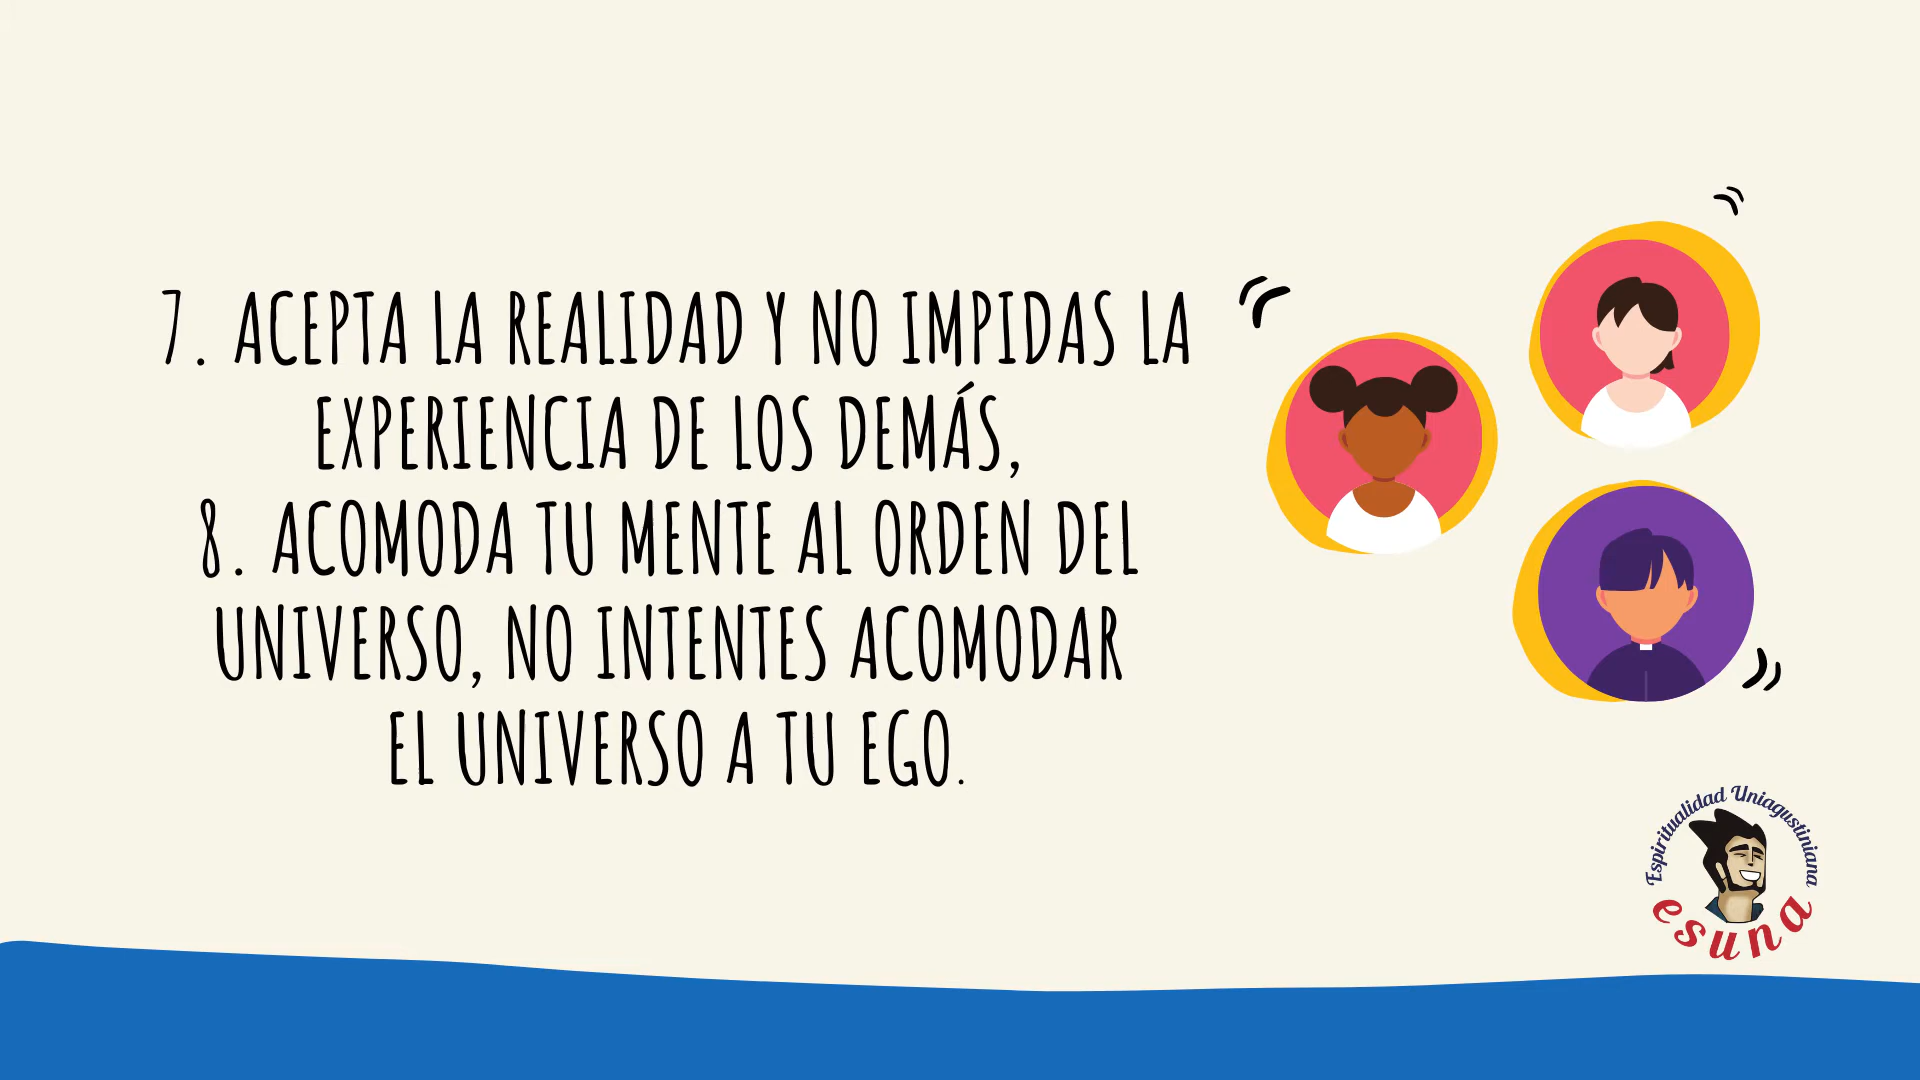 7. ACEPTA LA REALIDAD Y NO IMPIDAS LA
EXPERIENCIA DE LOS DEMÁS,
8. ACOMODA TU MENTE AL ORDEN DEL
UNIVERSO, NO INTENTES ACOMODAR
EL UNIVERSO A TU EGO.
Espiritualidad Uniagustiniana
esuna